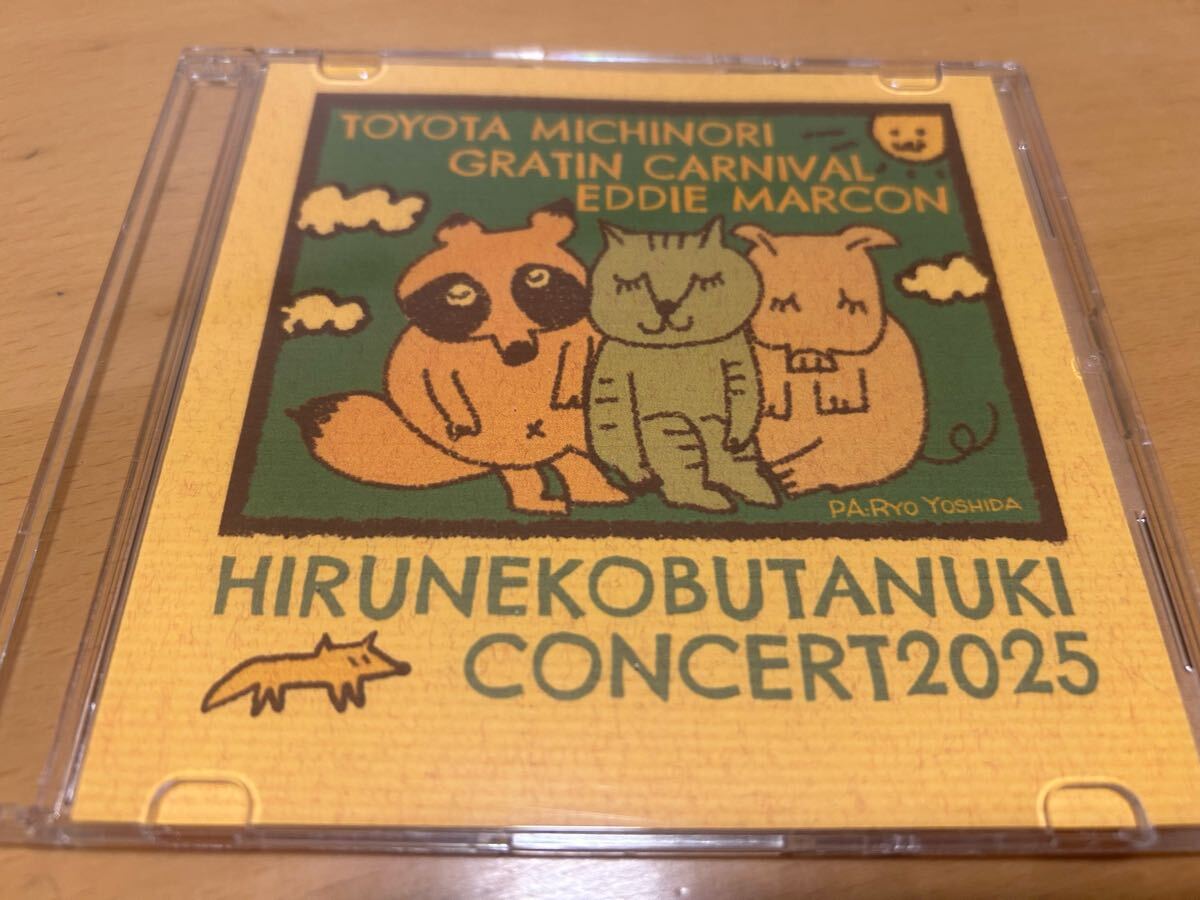 TOYOTA MICHINORI
GRATIN CARNIVAL
EDDIE MARCON
PA:RYO YOSHIDA
HIRUNEKOBUTANUKI
CONCERT2025